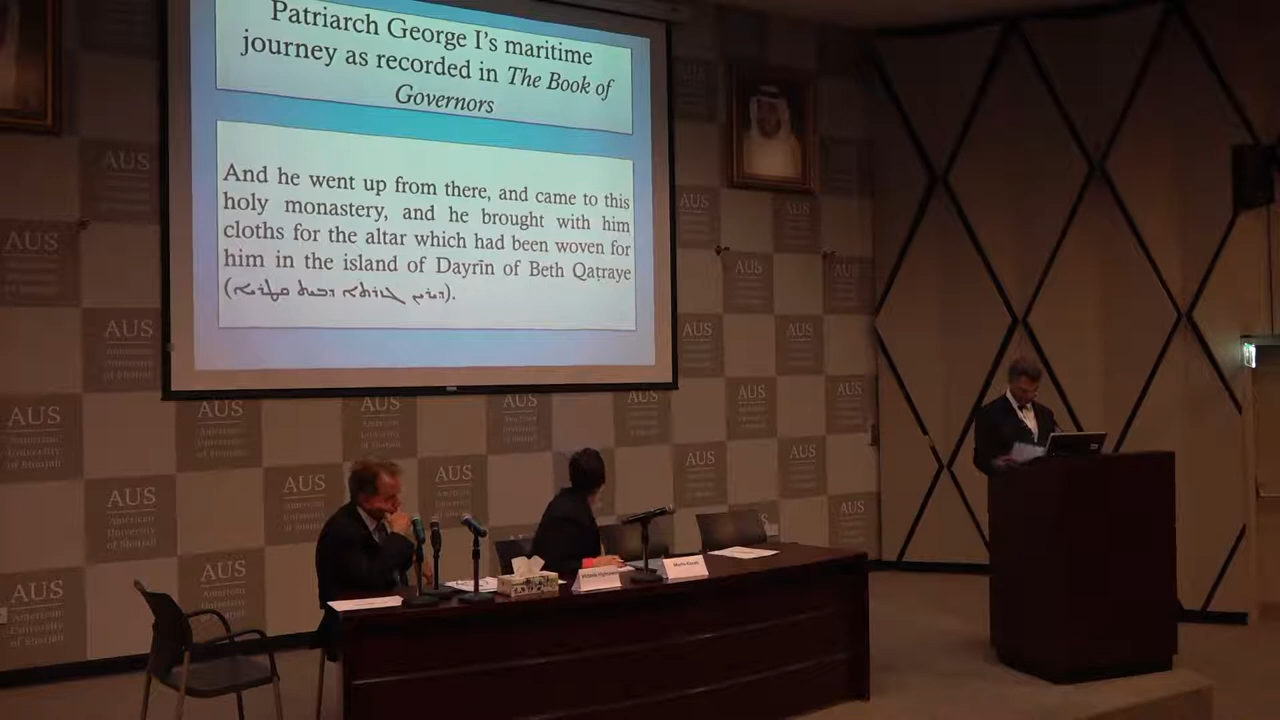 Patriarch George I’s maritime
journey as recorded in The Book of
Governors
And he went up from there, and came to this
holy monastery, and he brought with him
cloths for the altar which had been woven for
him in the island of Dayrīn of Beth Qaṭraye
AUS
American
University
of Sharjah